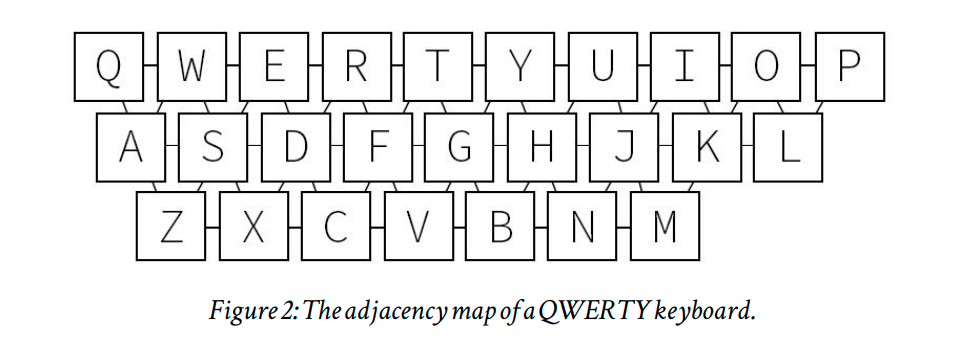 Q W E R T Y U I O P
A S D F G H J K L
Z X C V B N M
Figure 2: The adjacency map of a QWERTY keyboard.